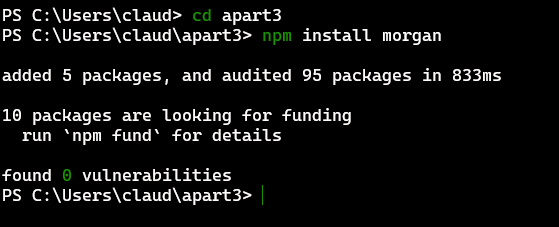 PS C:\Users\claud> cd apart3
PS C:\Users\claud\apart3> npm install morgan
added 5 packages, and audited 95 packages in 833ms
10 packages are looking for funding
run `npm fund` for details
found 0 vulnerabilities
PS C:\Users\claud\apart3>